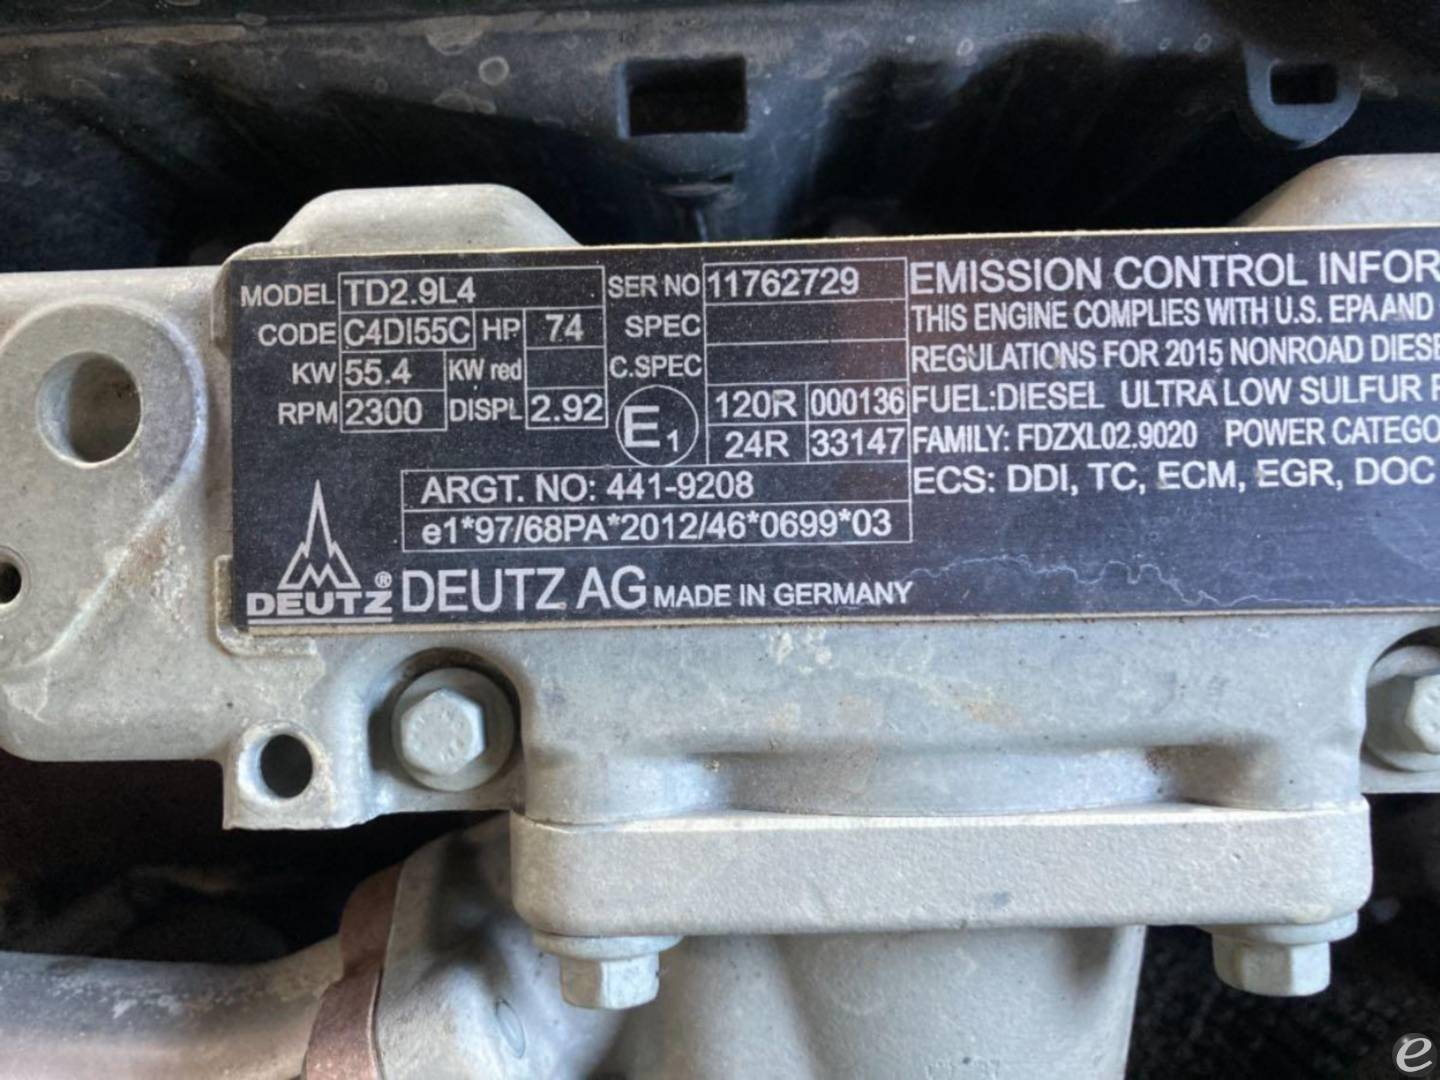 MODEL TD2.9L4 SER NO 11762729
CODE C4DI55C HP 74 SPEC
KW 55.4 KW red C.SPEC
RPM 2300 DISPL 2.92 E1 120R 000136
24R 33147
ARGT. NO: 441-9208
e1*97/68PA*2012/46*0699*03
DEUTZ® DEUTZ AG MADE IN GERMANY
EMISSION CONTROL INFOR
THIS ENGINE COMPLIES WITH U.S. EPA AND
REGULATIONS FOR 2015 NONROAD DIESE
FUEL:DIESEL ULTRA LOW SULFUR F
FAMILY: FDZXL02.9020 POWER CATEGO
ECS: DDI, TC, ECM, EGR, DOC
e